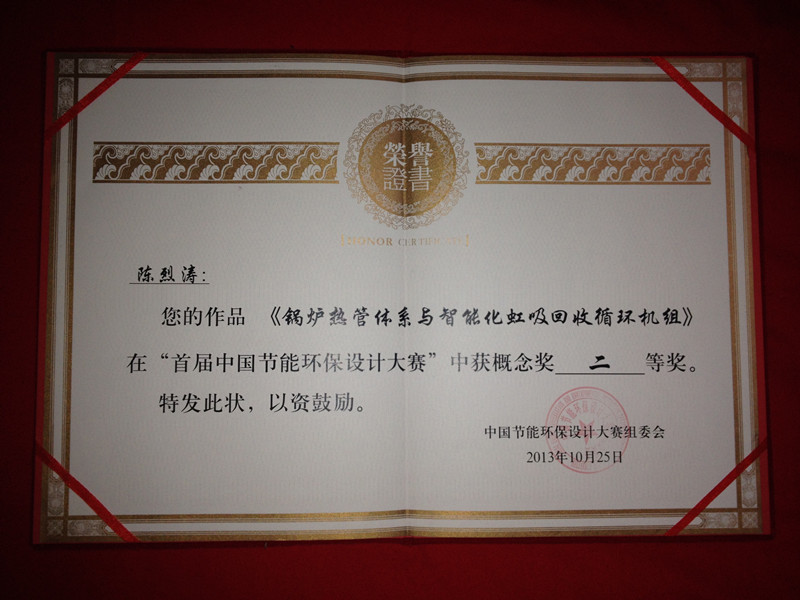 榮譽
證書
HONOR CERTIFICATE
陈烈涛：
您的作品 《锅炉热管体系与智能化虹吸回收循环机组》
在“首届中国节能环保设计大赛”中获概念奖 二 等奖。
特发此状，以资鼓励。
中国节能环保设计大赛组委会
2013年10月25日